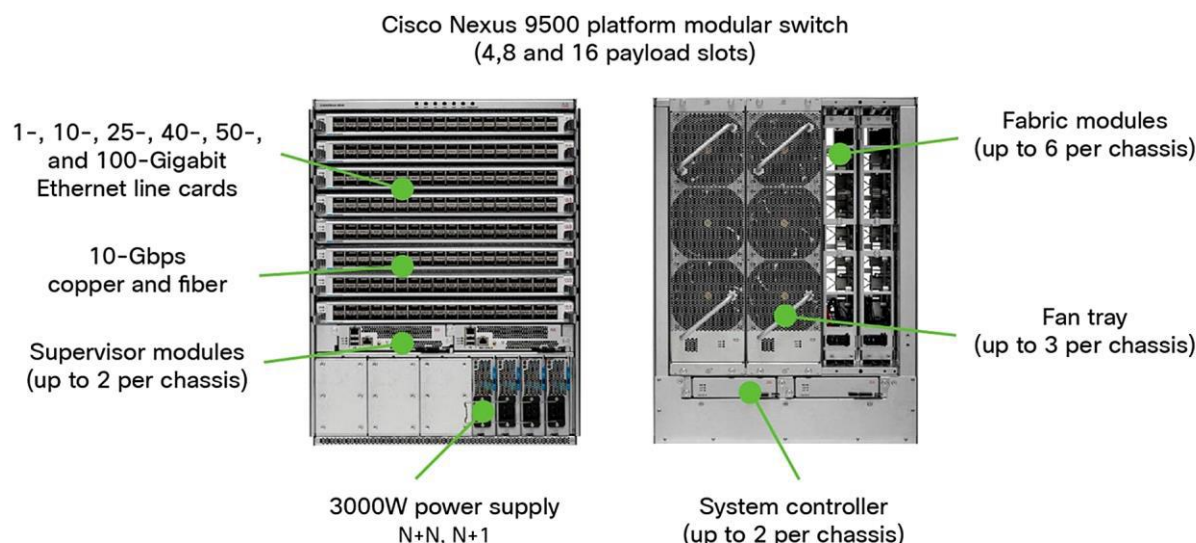 Cisco Nexus 9500 platform modular switch
(4,8 and 16 payload slots)
1-, 10-, 25-, 40-, 50-,
and 100-Gigabit
Ethernet line cards
10-Gbps
copper and fiber
Supervisor modules
(up to 2 per chassis)
3000W power supply
N+N, N+1
Fabric modules
(up to 6 per chassis)
Fan tray
(up to 3 per chassis)
System controller
(up to 2 per chassis)